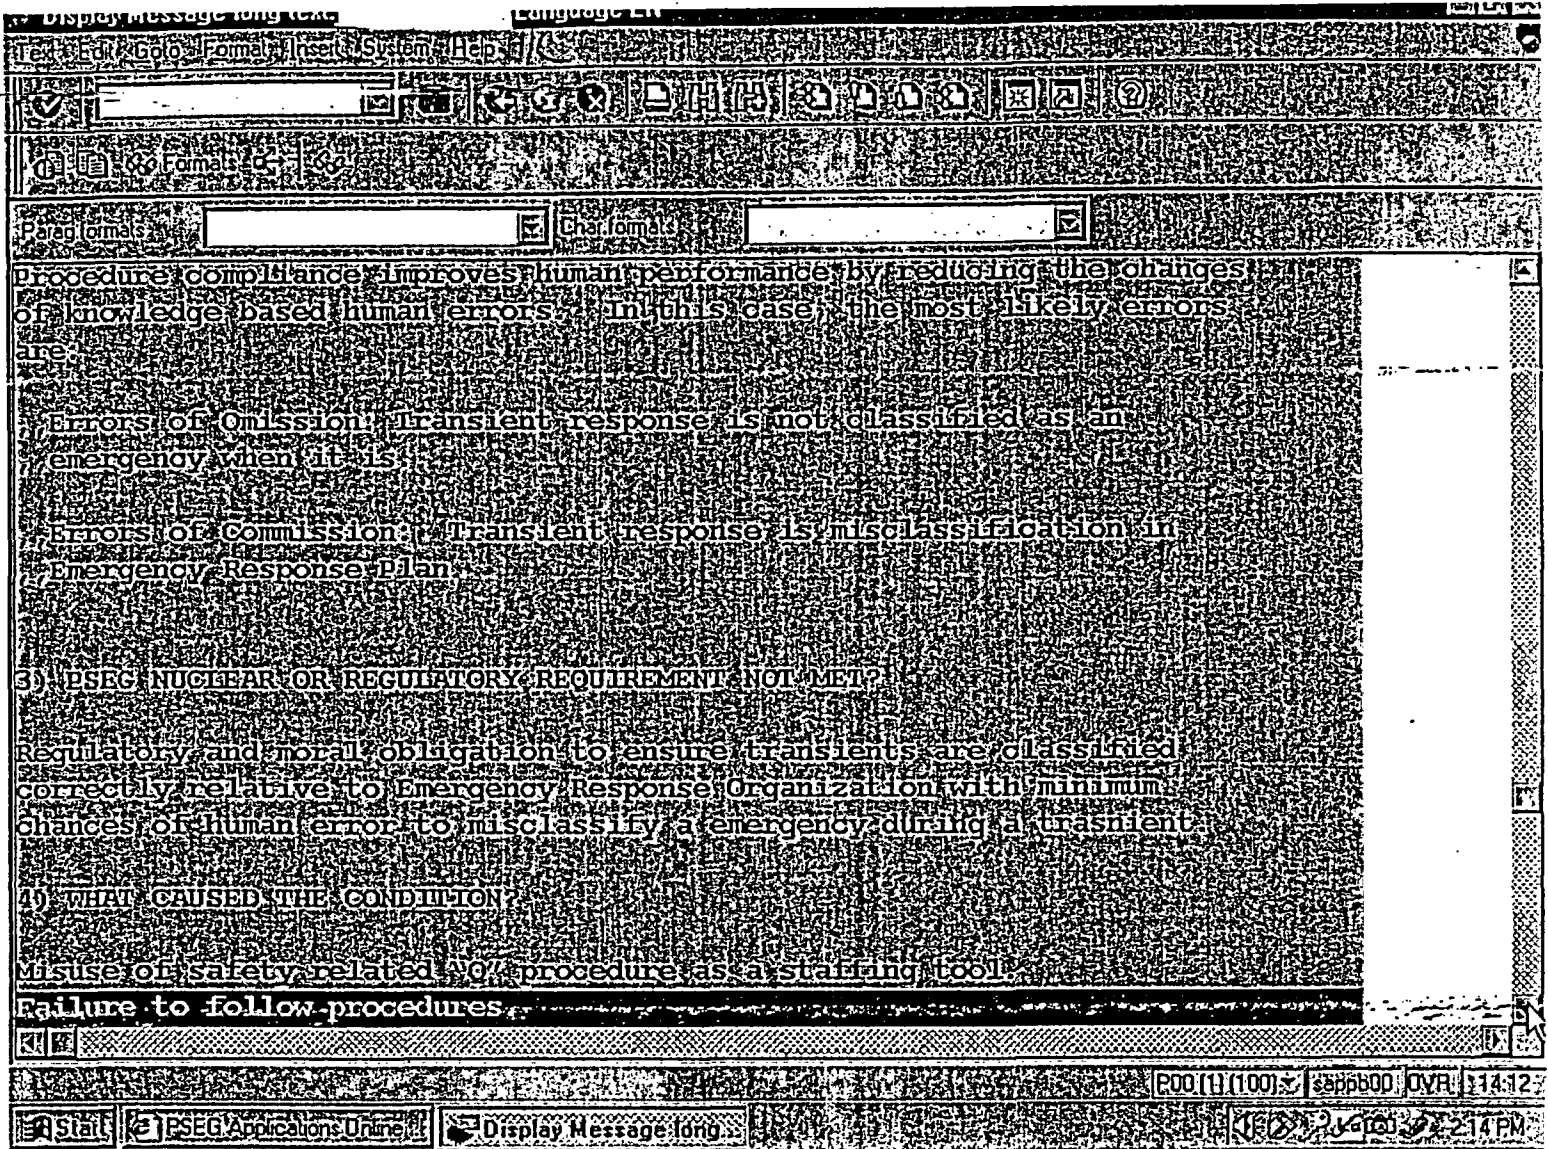 Display Message long text: Language EN
Text Edit Goto Format Insert System Help
Formats
Parag.formats Char.formats
Procedure compliance improves human performance by reducing the changes
of knowledge based human errors. In this case, the most likely errors
are:
Errors of Omission: Transient response is not classified as an
emergency when it is
Errors of Commission: Transient response is misclassification in
Emergency Response Plan
3) PSEG NUCLEAR OR REGULATORY REQUIREMENT NOT MET?
Regulatory and moral obligation to ensure transients are classified
correctly relative to Emergency Response Organization with minimum
chances of human error to misclassify a emergency during a trasnient.
4) WHAT CAUSED THE CONDITION?
Misuse of safety related "Q" procedure as a staffing tool.
Failure to follow procedures.
P00 (1) (100) sappb00 OVR 14:12
Start PSEG Applications Online Display Message long... 2:14 PM